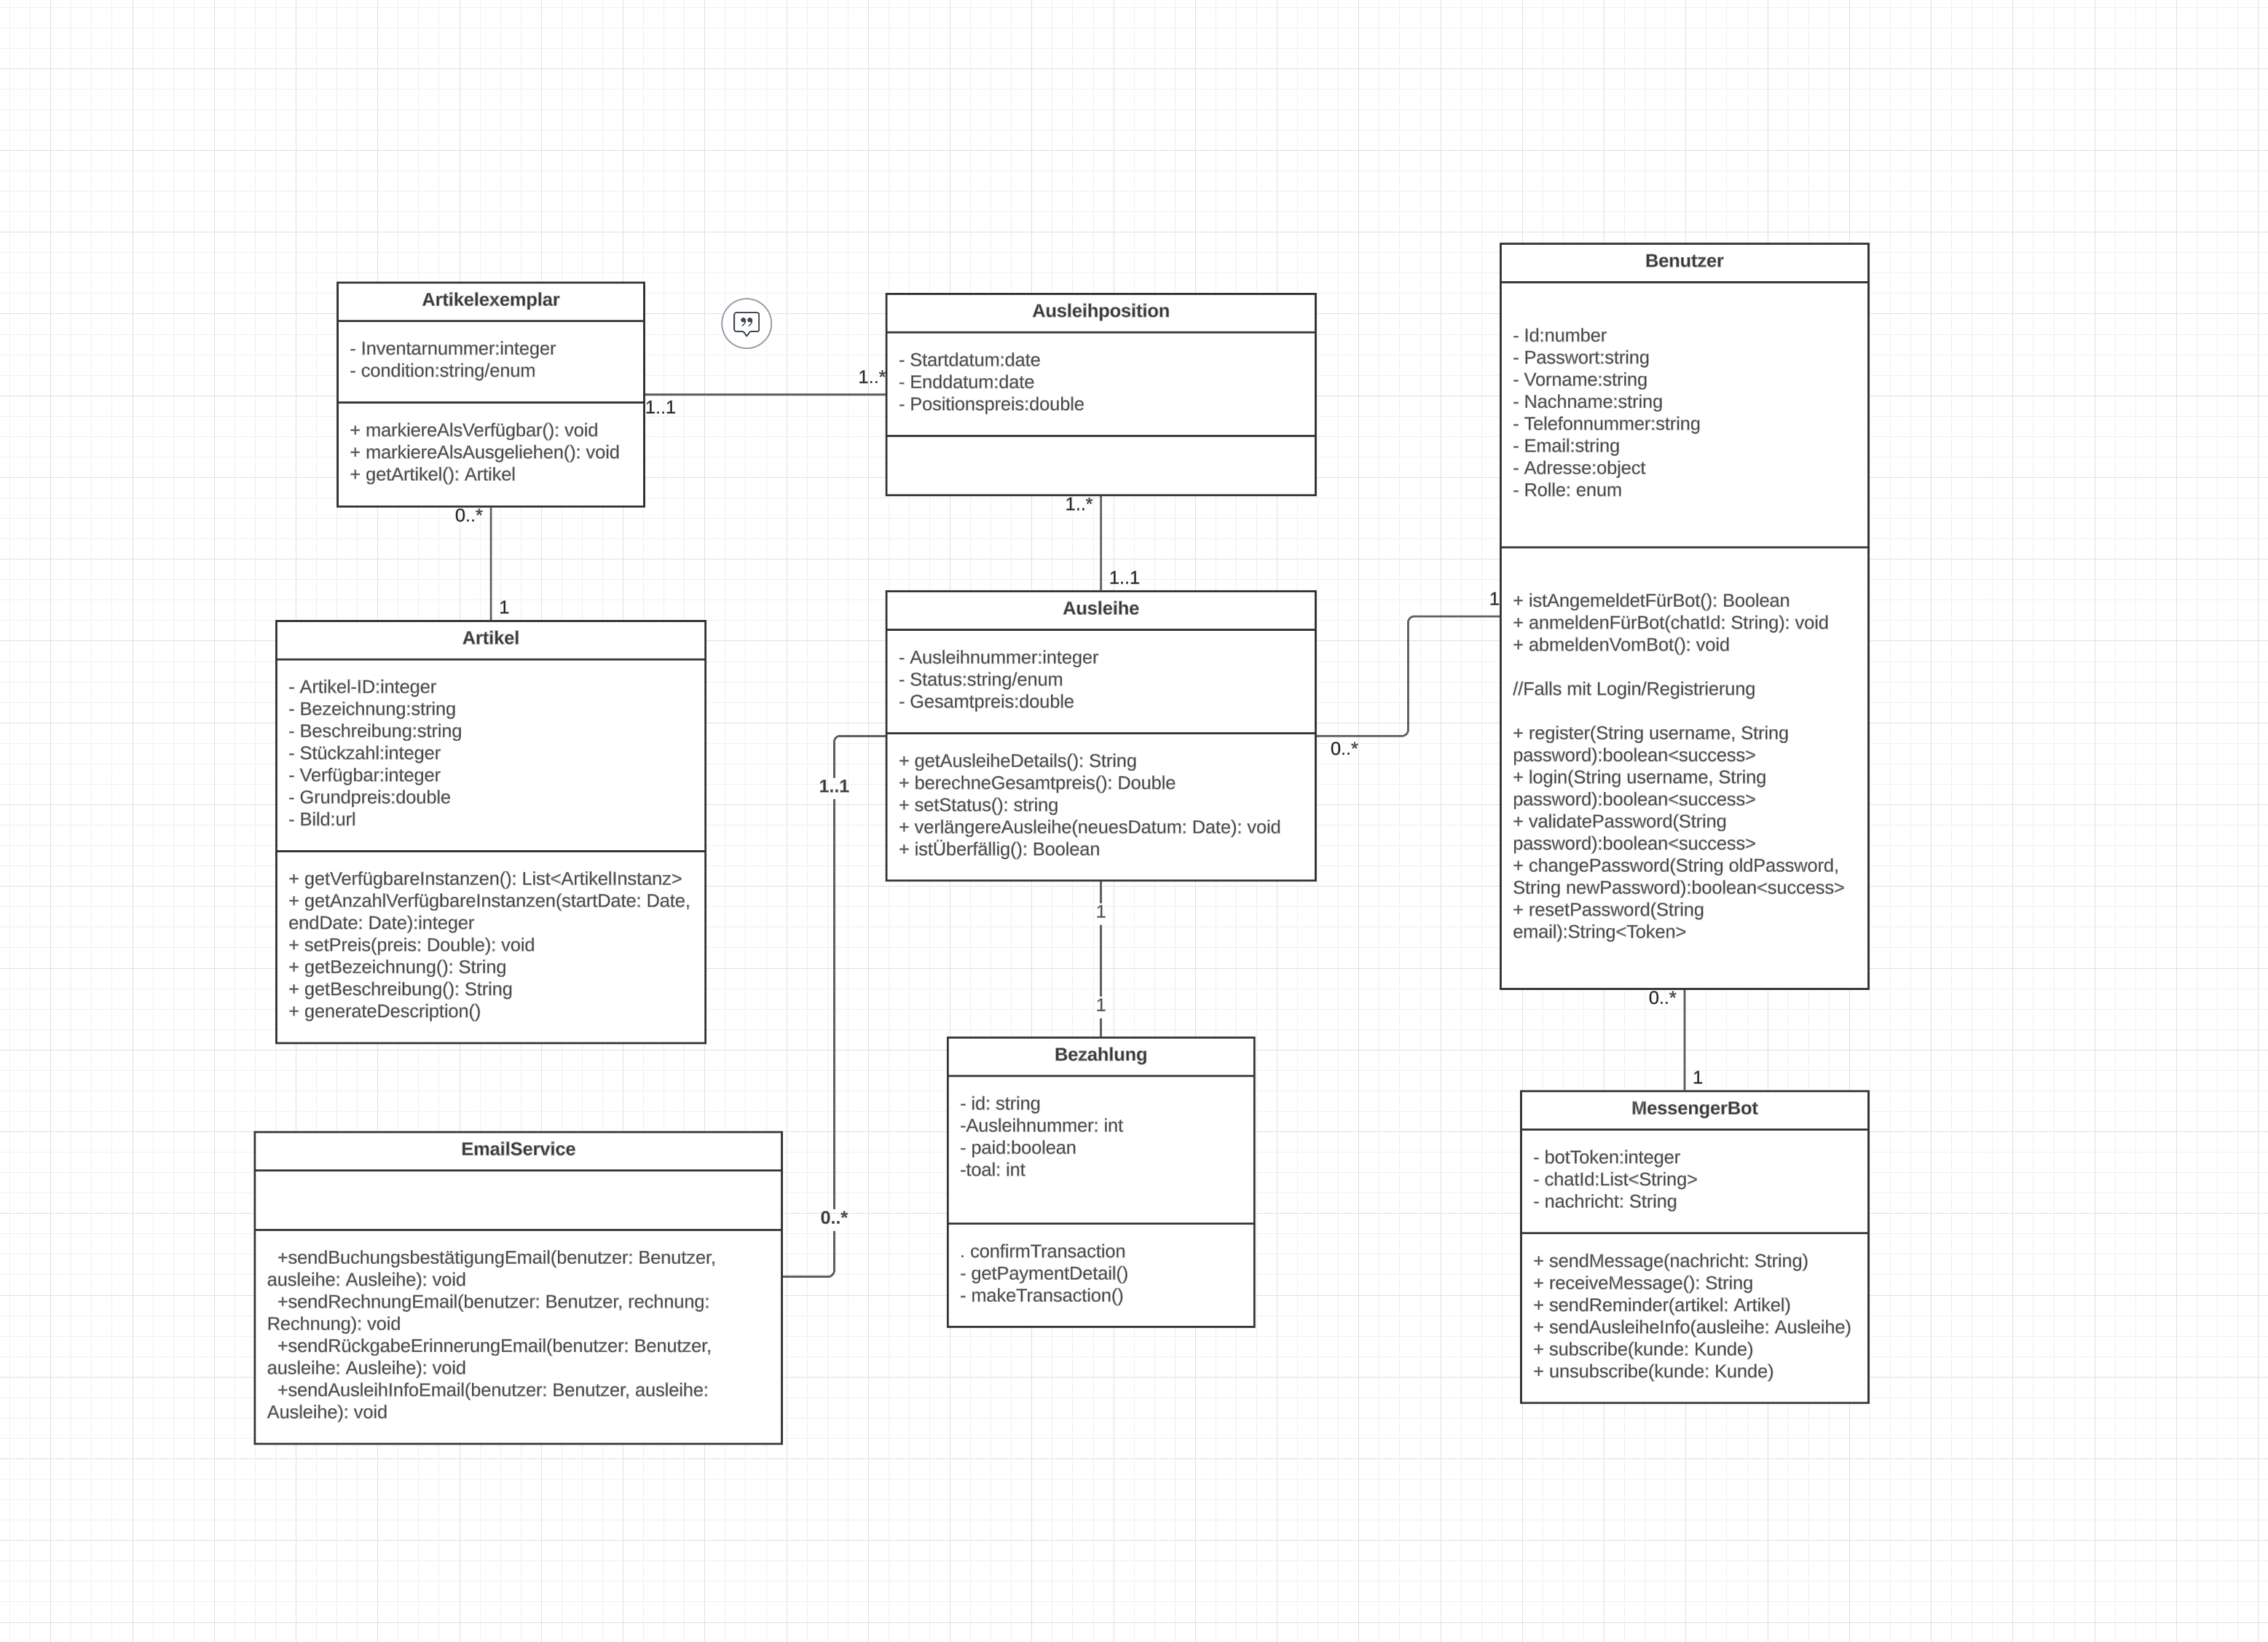 Artikelexemplar
- Inventarnummer:integer
- condition:string/enum
+ markiereAlsVerfügbar(): void
+ markiereAlsAusgeliehen(): void
+ getArtikel(): Artikel
1..1
1..*
Ausleihposition
- Startdatum:date
- Enddatum:date
- Positionspreis:double
0..*
1
1..*
1..1
Artikel
- Artikel-ID:integer
- Bezeichnung:string
- Beschreibung:string
- Stückzahl:integer
- Verfügbar:integer
- Grundpreis:double
- Bild:url
+ getVerfügbareInstanzen(): List<ArtikelInstanz>
+ getAnzahlVerfügbareInstanzen(startDate: Date,
endDate: Date):integer
+ setPreis(preis: Double): void
+ getBezeichnung(): String
+ getBeschreibung(): String
+ generateDescription()
Ausleihe
- Ausleihnummer:integer
- Status:string/enum
- Gesamtpreis:double
+ getAusleiheDetails(): String
+ berechneGesamtpreis(): Double
+ setStatus(): string
+ verlängereAusleihe(neuesDatum: Date): void
+ istÜberfällig(): Boolean
0..*
1
Benutzer
- Id:number
- Passwort:string
- Vorname:string
- Nachname:string
- Telefonnummer:string
- Email:string
- Adresse:object
- Rolle: enum
+ istAngemeldetFürBot(): Boolean
+ anmeldenFürBot(chatId: String): void
+ abmeldenVomBot(): void
//Falls mit Login/Registrierung
+ register(String username, String
password):boolean<success>
+ login(String username, String
password):boolean<success>
+ validatePassword(String
password):boolean<success>
+ changePassword(String oldPassword,
String newPassword):boolean<success>
+ resetPassword(String
email):String<Token>
1..1
0..*
1
1
0..*
1
EmailService
+sendBuchungsbestätigungEmail(benutzer: Benutzer,
ausleihe: Ausleihe): void
+sendRechnungEmail(benutzer: Benutzer, rechnung:
Rechnung): void
+sendRückgabeErinnerungEmail(benutzer: Benutzer,
ausleihe: Ausleihe): void
+sendAusleihInfoEmail(benutzer: Benutzer, ausleihe:
Ausleihe): void
Bezahlung
- id: string
-Ausleihnummer: int
- paid:boolean
-toal: int
. confirmTransaction
- getPaymentDetail()
- makeTransaction()
MessengerBot
- botToken:integer
- chatId:List<String>
- nachricht: String
+ sendMessage(nachricht: String)
+ receiveMessage(): String
+ sendReminder(artikel: Artikel)
+ sendAusleiheInfo(ausleihe: Ausleihe)
+ subscribe(kunde: Kunde)
+ unsubscribe(kunde: Kunde)